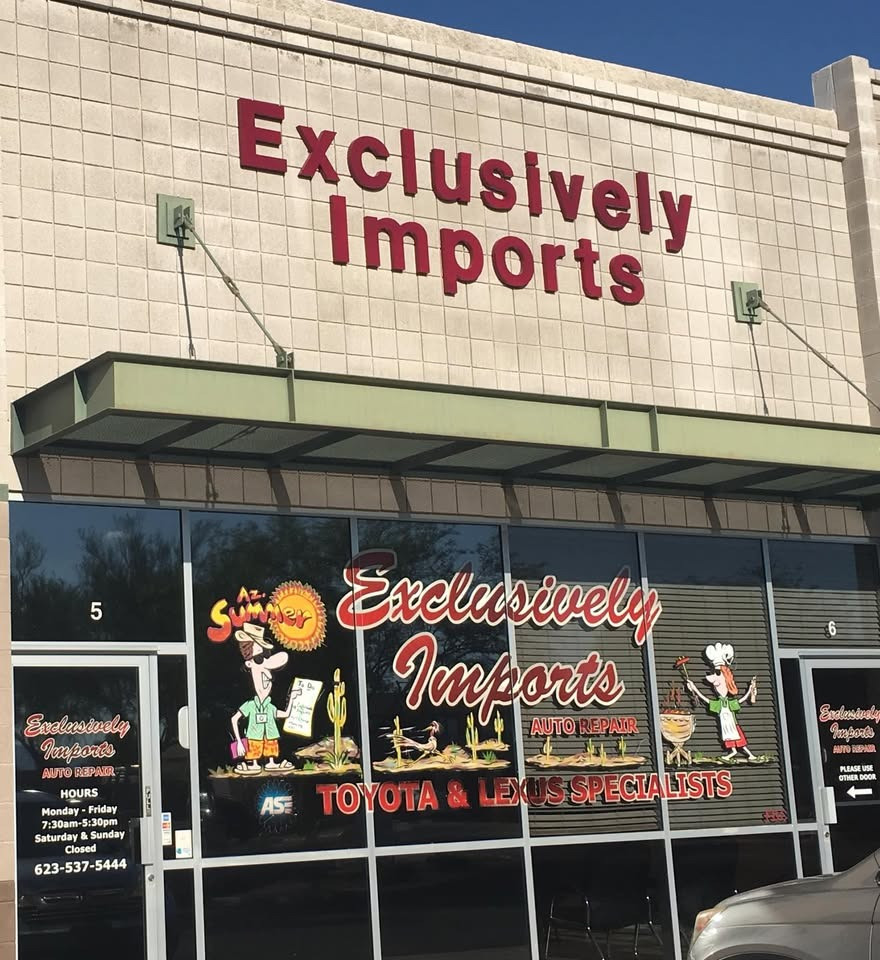 Exclusively
Imports
5
6
Az.
Summer
Exclusively
Imports
AUTO REPAIR
To Do
TOYOTA & LEXUS SPECIALISTS
ASE
Exclusively
Imports
AUTO REPAIR
HOURS
Monday - Friday
7:30am-5:30pm
Saturday & Sunday
Closed
623-537-5444
Exclusively
Imports
AUTO REPAIR
PLEASE USE
OTHER DOOR